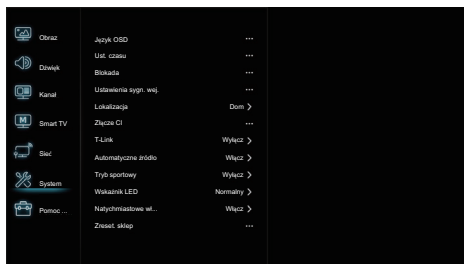 Obraz
Dźwięk
Kanał
Smart TV
Sieć
System
Pomoc ...
Język OSD ...
Ust. czasu ...
Blokada ...
Ustawienia sygn. wej. ...
Lokalizacja Dom >
Złącze CI ...
T-Link Wyłącz >
Automatyczne źródło Włącz >
Tryb sportowy Wyłącz >
Wskaźnik LED Normalny >
Natychmiastowe wł... Włącz >
Zreset. sklep ...